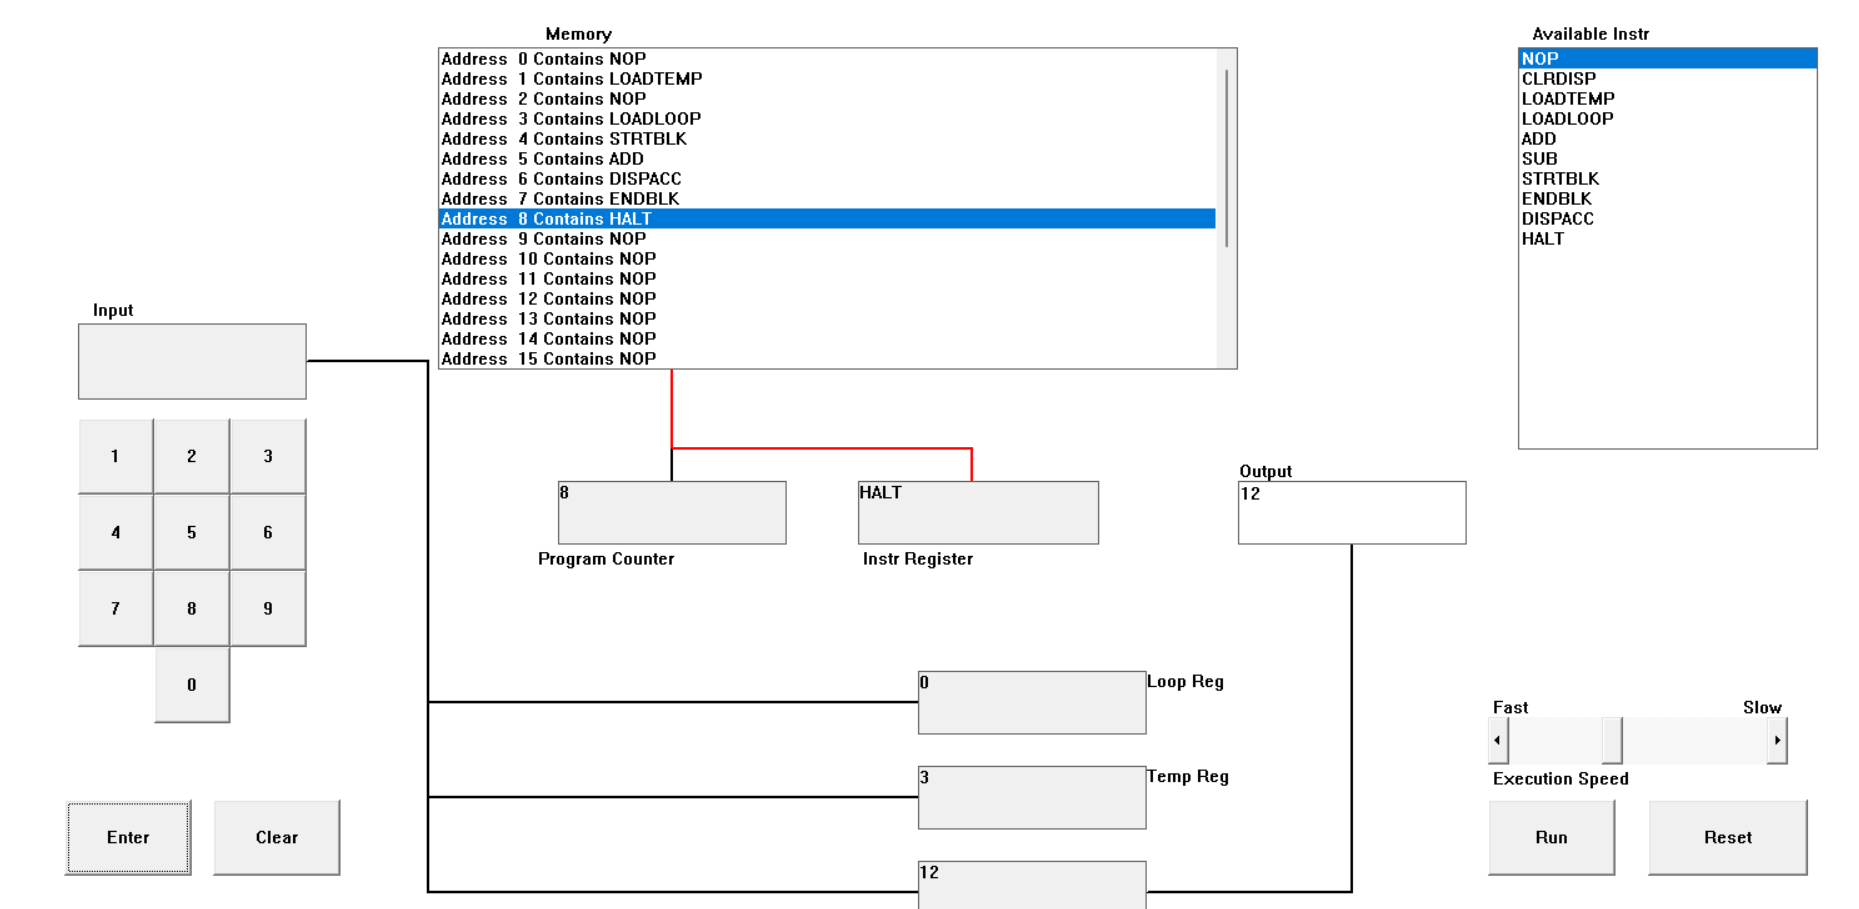 Memory
Available Instr
Address 0 Contains NOP
Address 1 Contains LOADTEMP
Address 2 Contains NOP
Address 3 Contains LOADLOOP
Address 4 Contains STRTBLK
Address 5 Contains ADD
Address 6 Contains DISPACC
Address 7 Contains ENDBLK
Address 8 Contains HALT
Address 9 Contains NOP
Address 10 Contains NOP
Address 11 Contains NOP
Address 12 Contains NOP
Address 13 Contains NOP
Address 14 Contains NOP
Address 15 Contains NOP
NOP
CLRDISP
LOADTEMP
LOADLOOP
ADD
SUB
STRTBLK
ENDBLK
DISPACC
HALT
Input
1 2 3
4 5 6
7 8 9
0
Enter Clear
8
Program Counter
HALT
Instr Register
Output
12
0 Loop Reg
3 Temp Reg
12
Fast Slow
Execution Speed
Run Reset